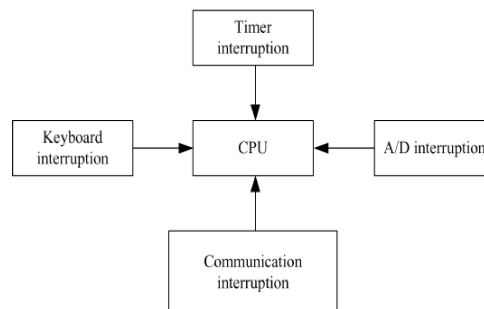 Timer
interruption
Keyboard
interruption
CPU
A/D interruption
Communication
interruption